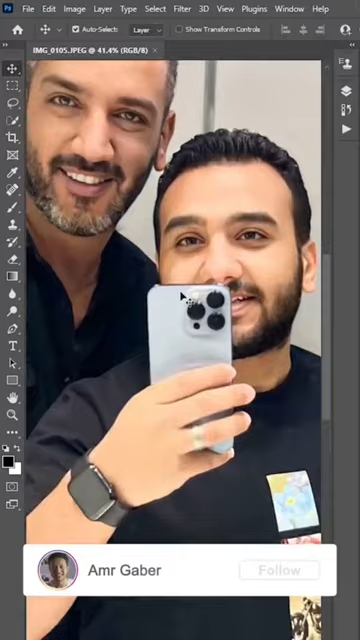 Ps File Edit Image Layer Type Select Filter 3D View Plugins Window Help
Auto-Select: Layer Show Transform Controls
IMG_0105.JPEG @ 41.4% (RGB/8) ×
Amr Gaber
Follow